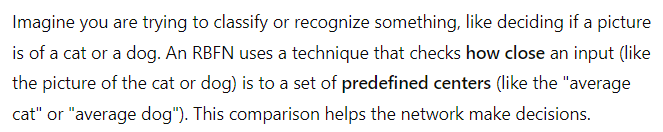 Imagine you are trying to classify or recognize something, like deciding if a picture
is of a cat or a dog. An RBFN uses a technique that checks how close an input (like
the picture of the cat or dog) is to a set of predefined centers (like the "average
cat" or "average dog"). This comparison helps the network make decisions.